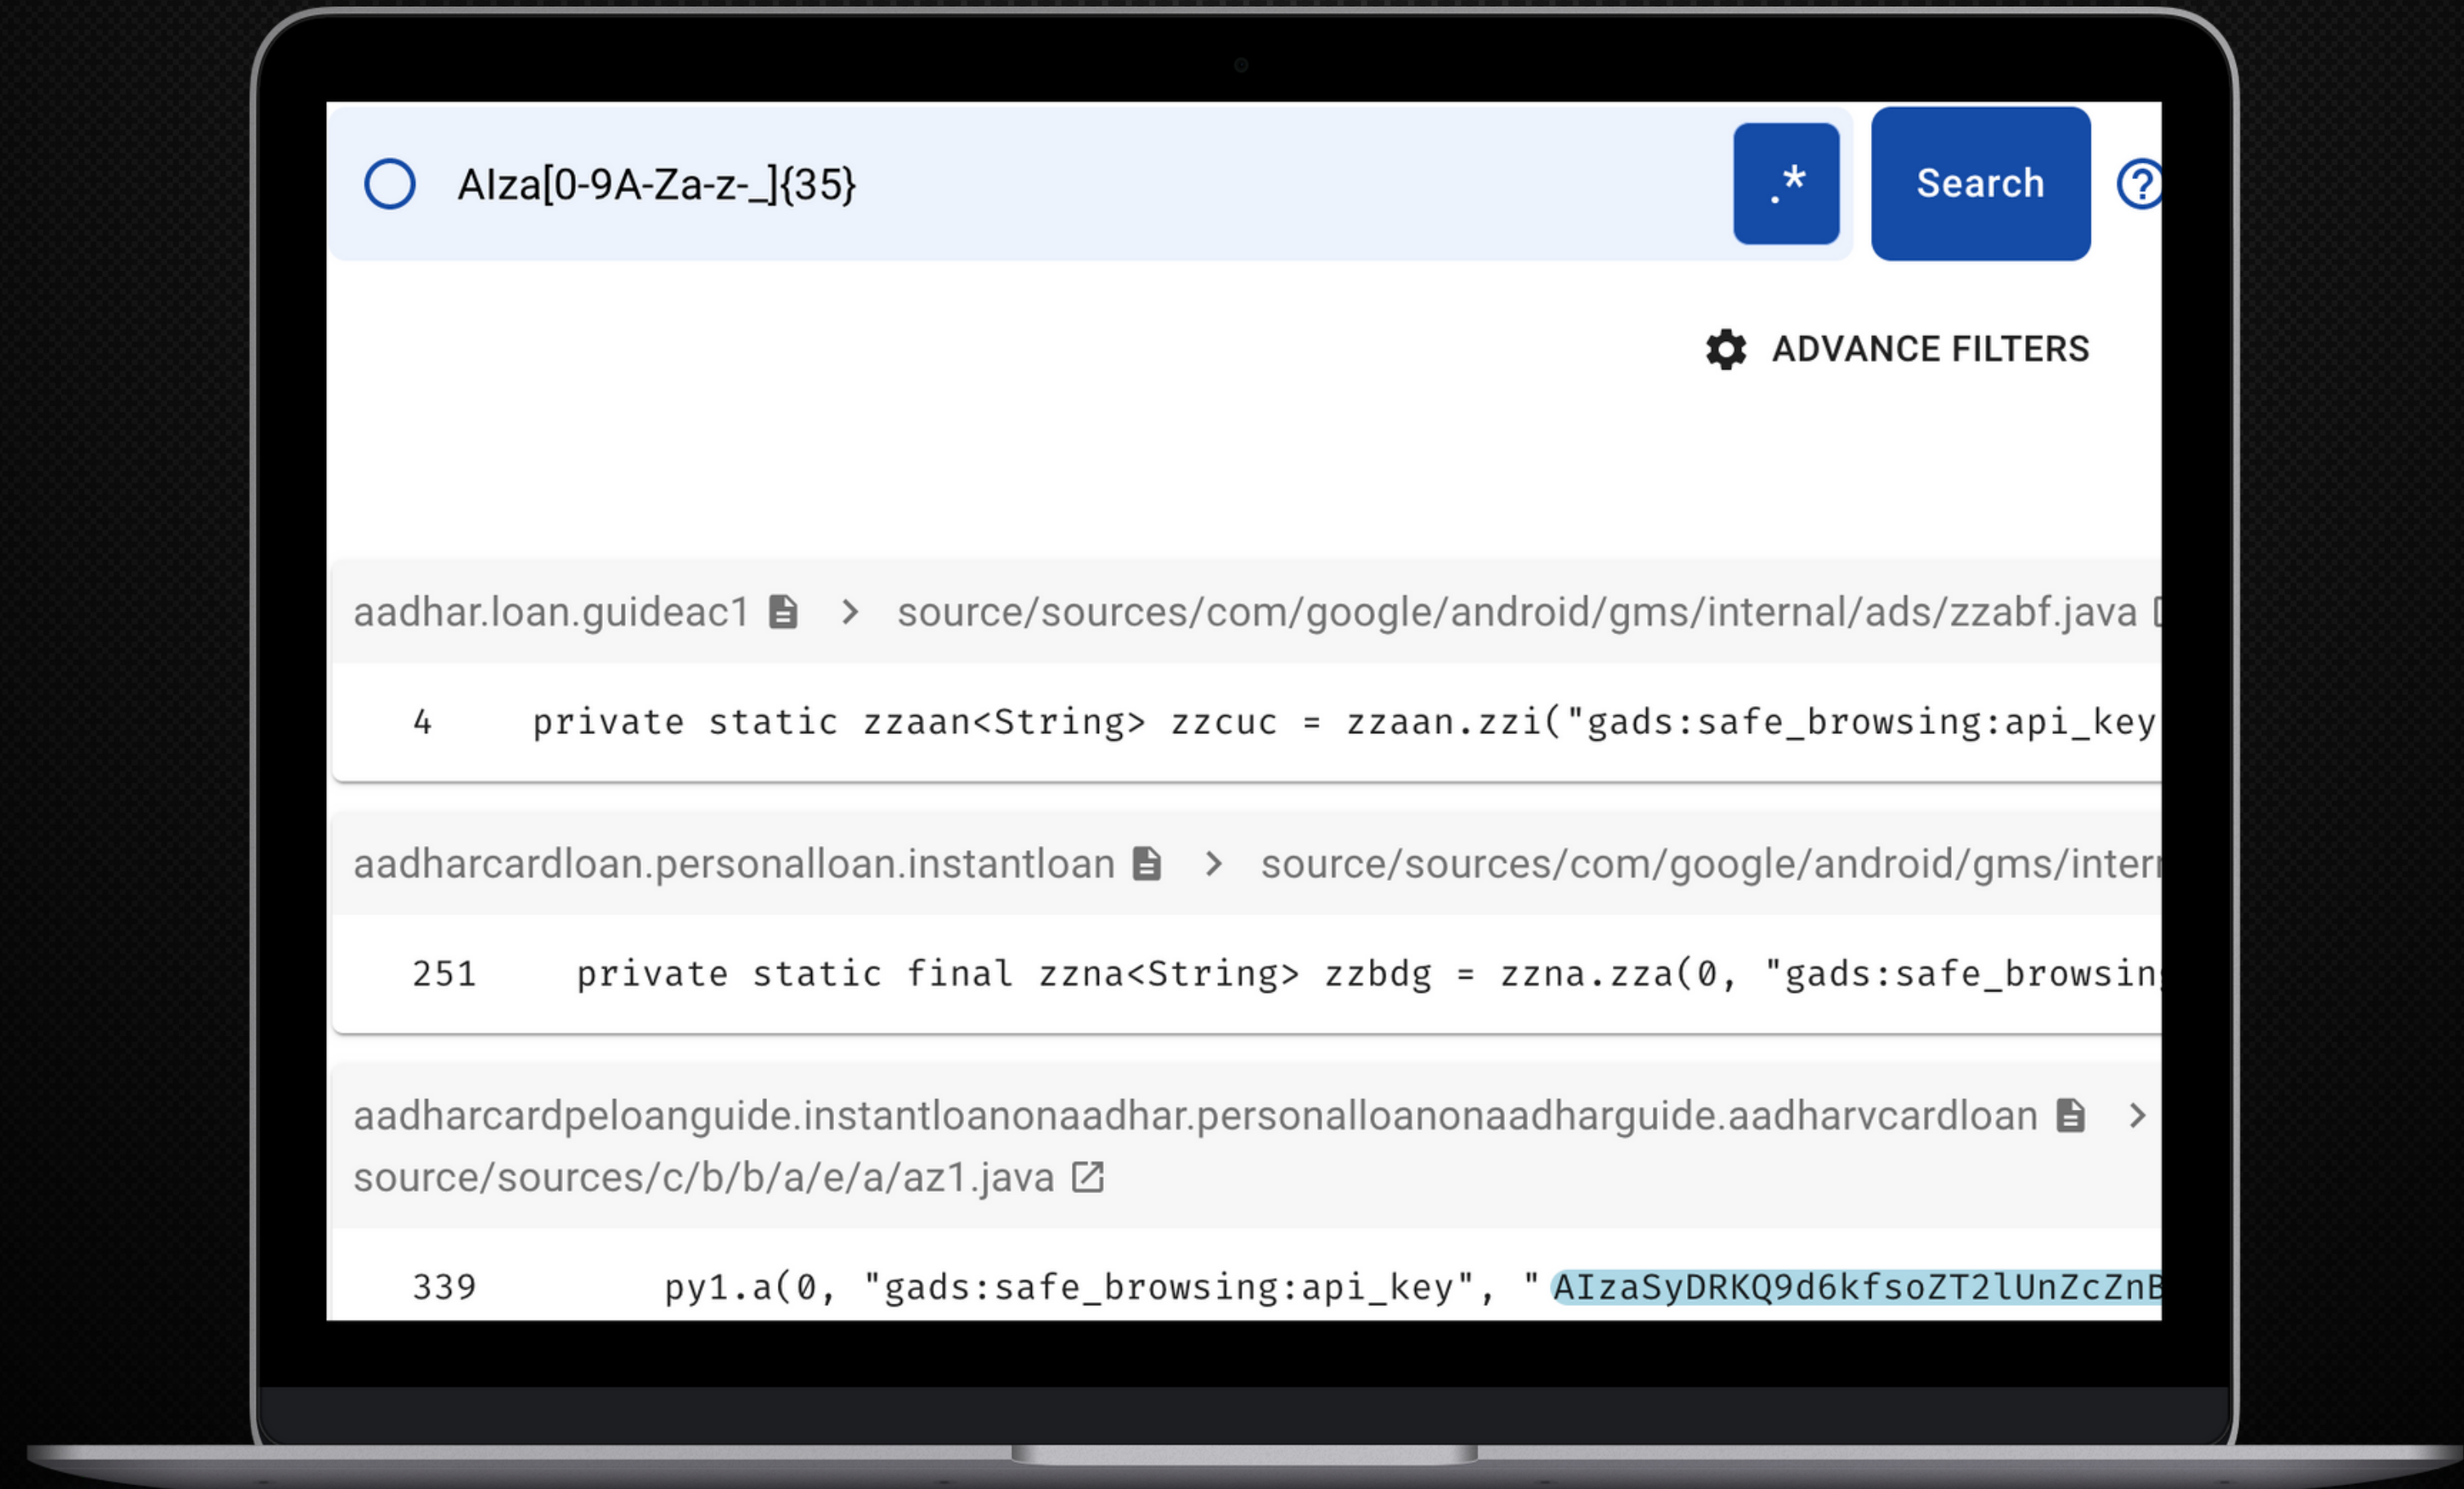 AIza[0-9A-Za-z-_]{35} .* Search ?
ADVANCE FILTERS
aadhar.loan.guideac1 > source/sources/com/google/android/gms/internal/ads/zzabf.java
4 private static zzaan<String> zzcuc = zzaan.zzi("gads:safe_browsing:api_key
aadharcardloan.personalloan.instantloan > source/sources/com/google/android/gms/inter
251 private static final zzna<String> zzbdg = zzna.zza(0, "gads:safe_browsing
aadharcardpeloanguide.instantloanonaadhar.personalloanonaadharguide.aadharvcardloan >
source/sources/c/b/b/a/e/a/az1.java
339 py1.a(0, "gads:safe_browsing:api_key", "AIzaSyDRKQ9d6kfsoZT2lUnZcZnB